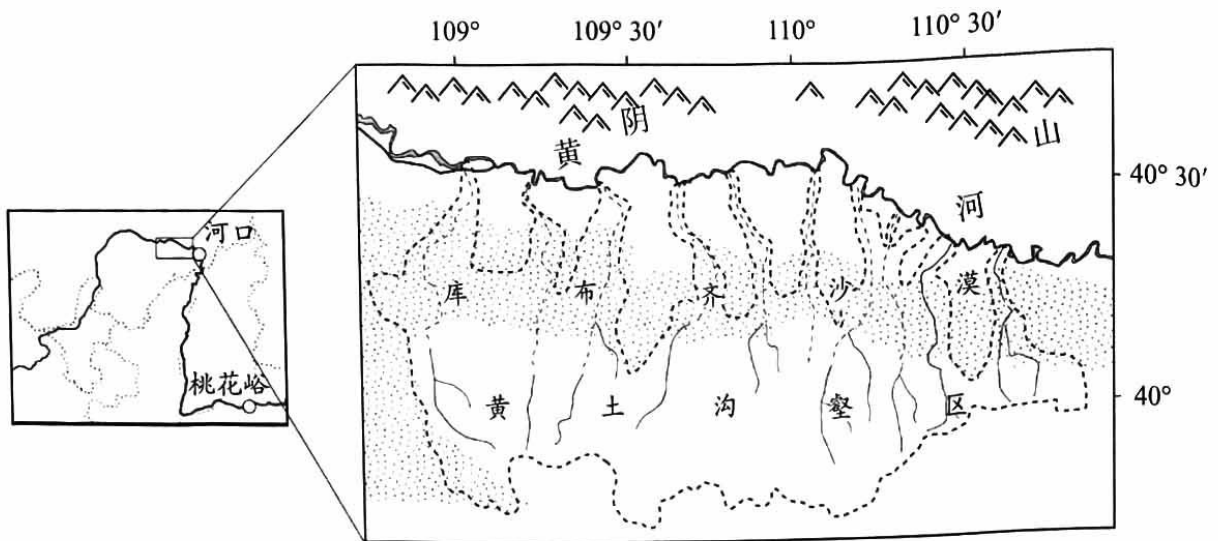 109° 109° 30′ 110° 110° 30′
阴
山
黄
40° 30′
河
河口
库 布 齐 沙 漠
桃花峪
黄 土 沟 壑 区
40°